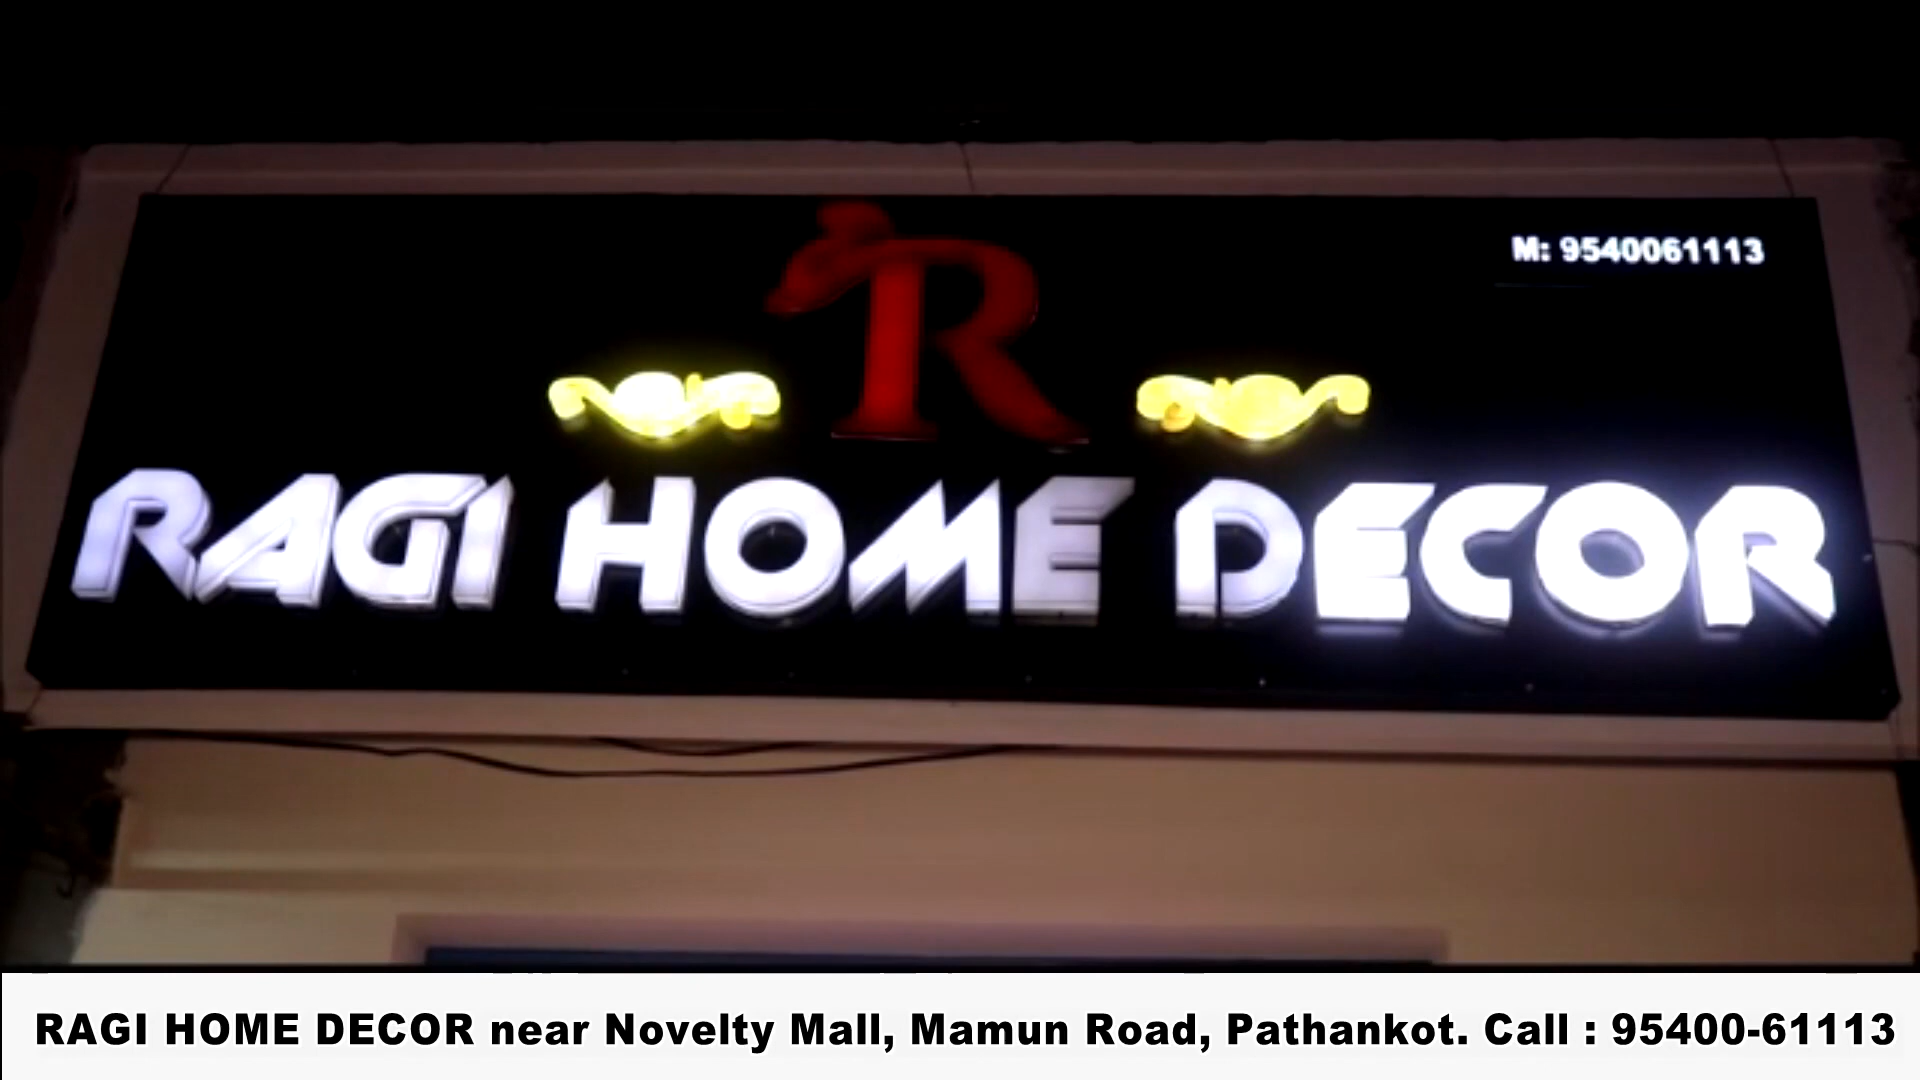 R
M: 9540061113
RAGI HOME DECOR
RAGI HOME DECOR near Novelty Mall, Mamun Road, Pathankot. Call : 95400-61113